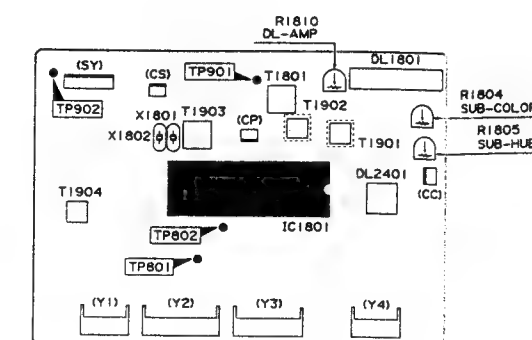 R1810
DL-AMP
(SY)
(CS)
TP901
T1801
DL1801
TP902
X1801
X1802
T1903
(CP)
T1902
T1901
R1804
SUB-COLOR
R1805
SUB-HUE
DL2401
(CC)
T1904
IC1801
TP802
TP801
(Y1)
(Y2)
(Y3)
(Y4)